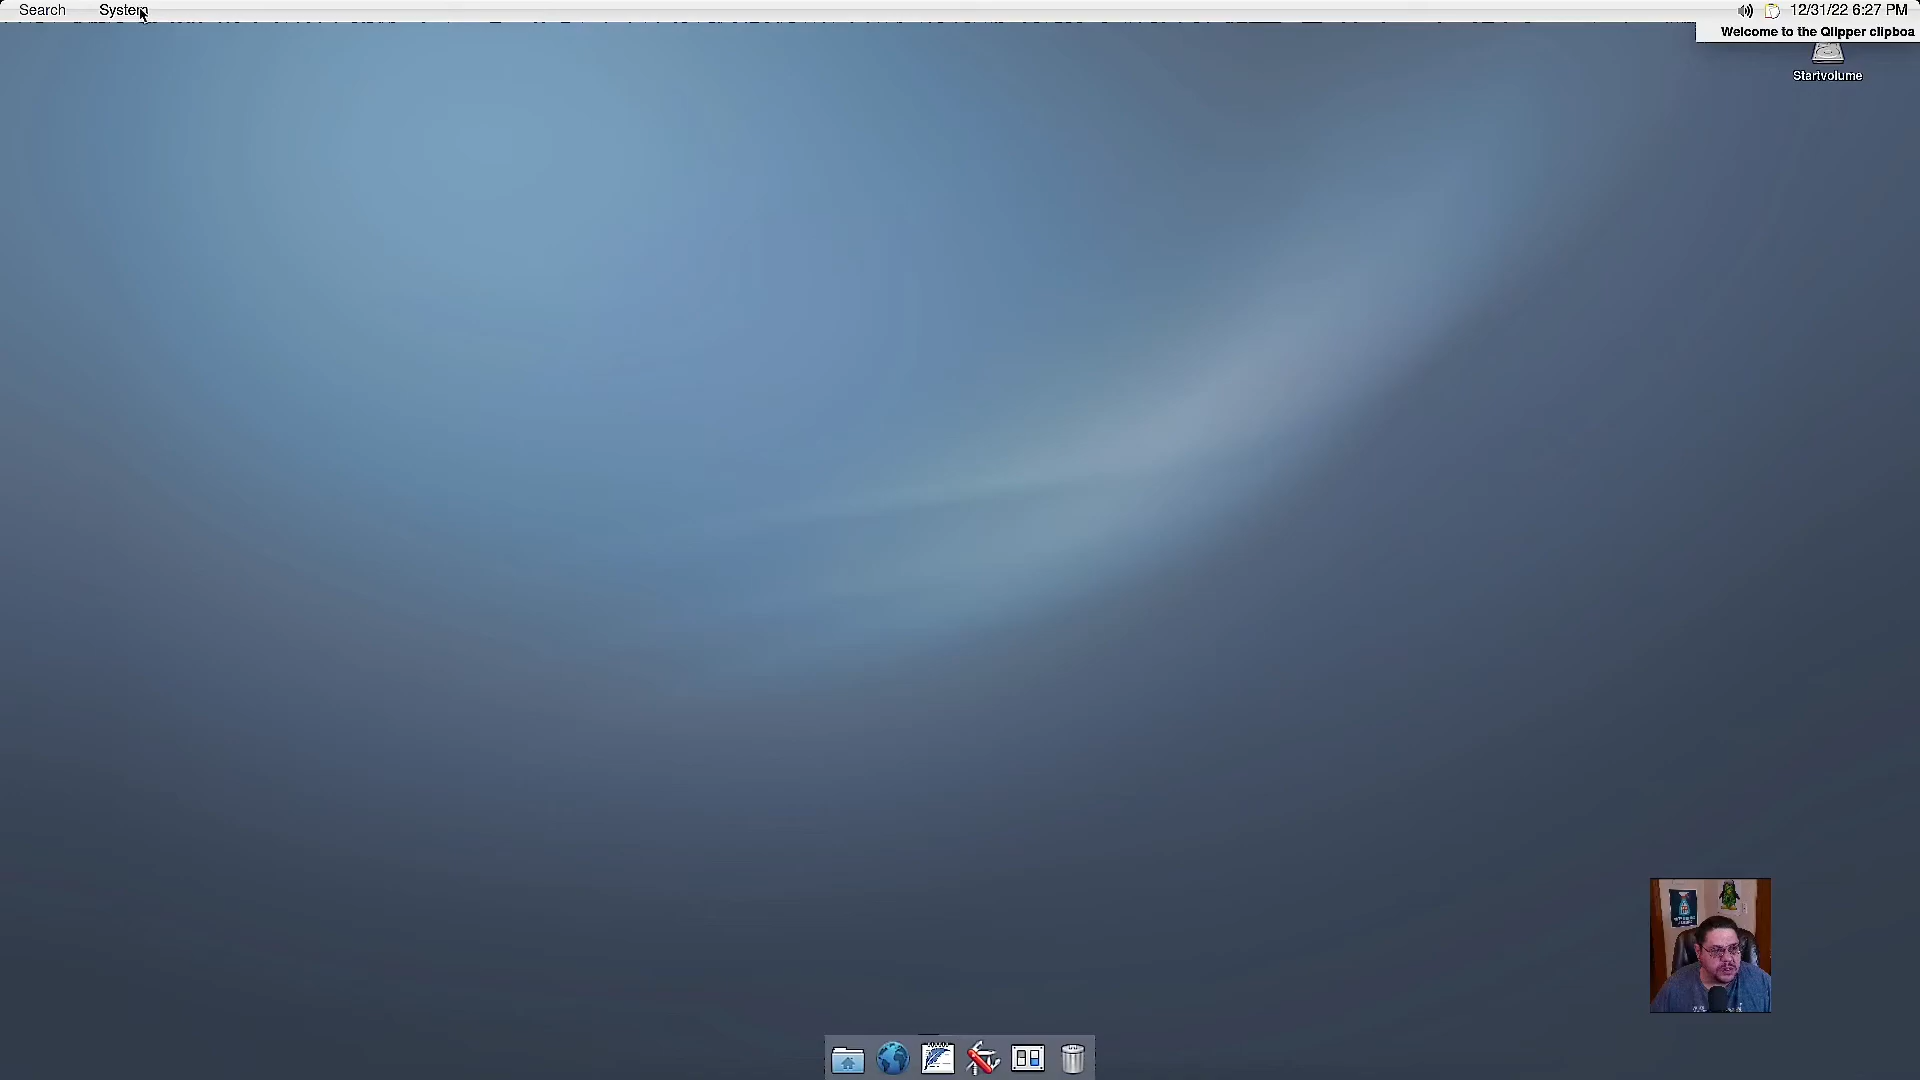 Search System 12/31/22 6:27 PM
Welcome to the Qlipper clipboa
Startvolume